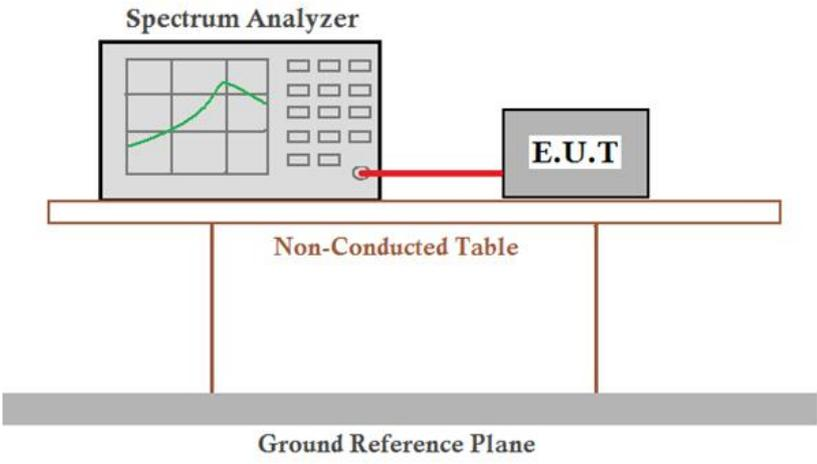 Spectrum Analyzer
E.U.T
Non-Conducted Table
Ground Reference Plane